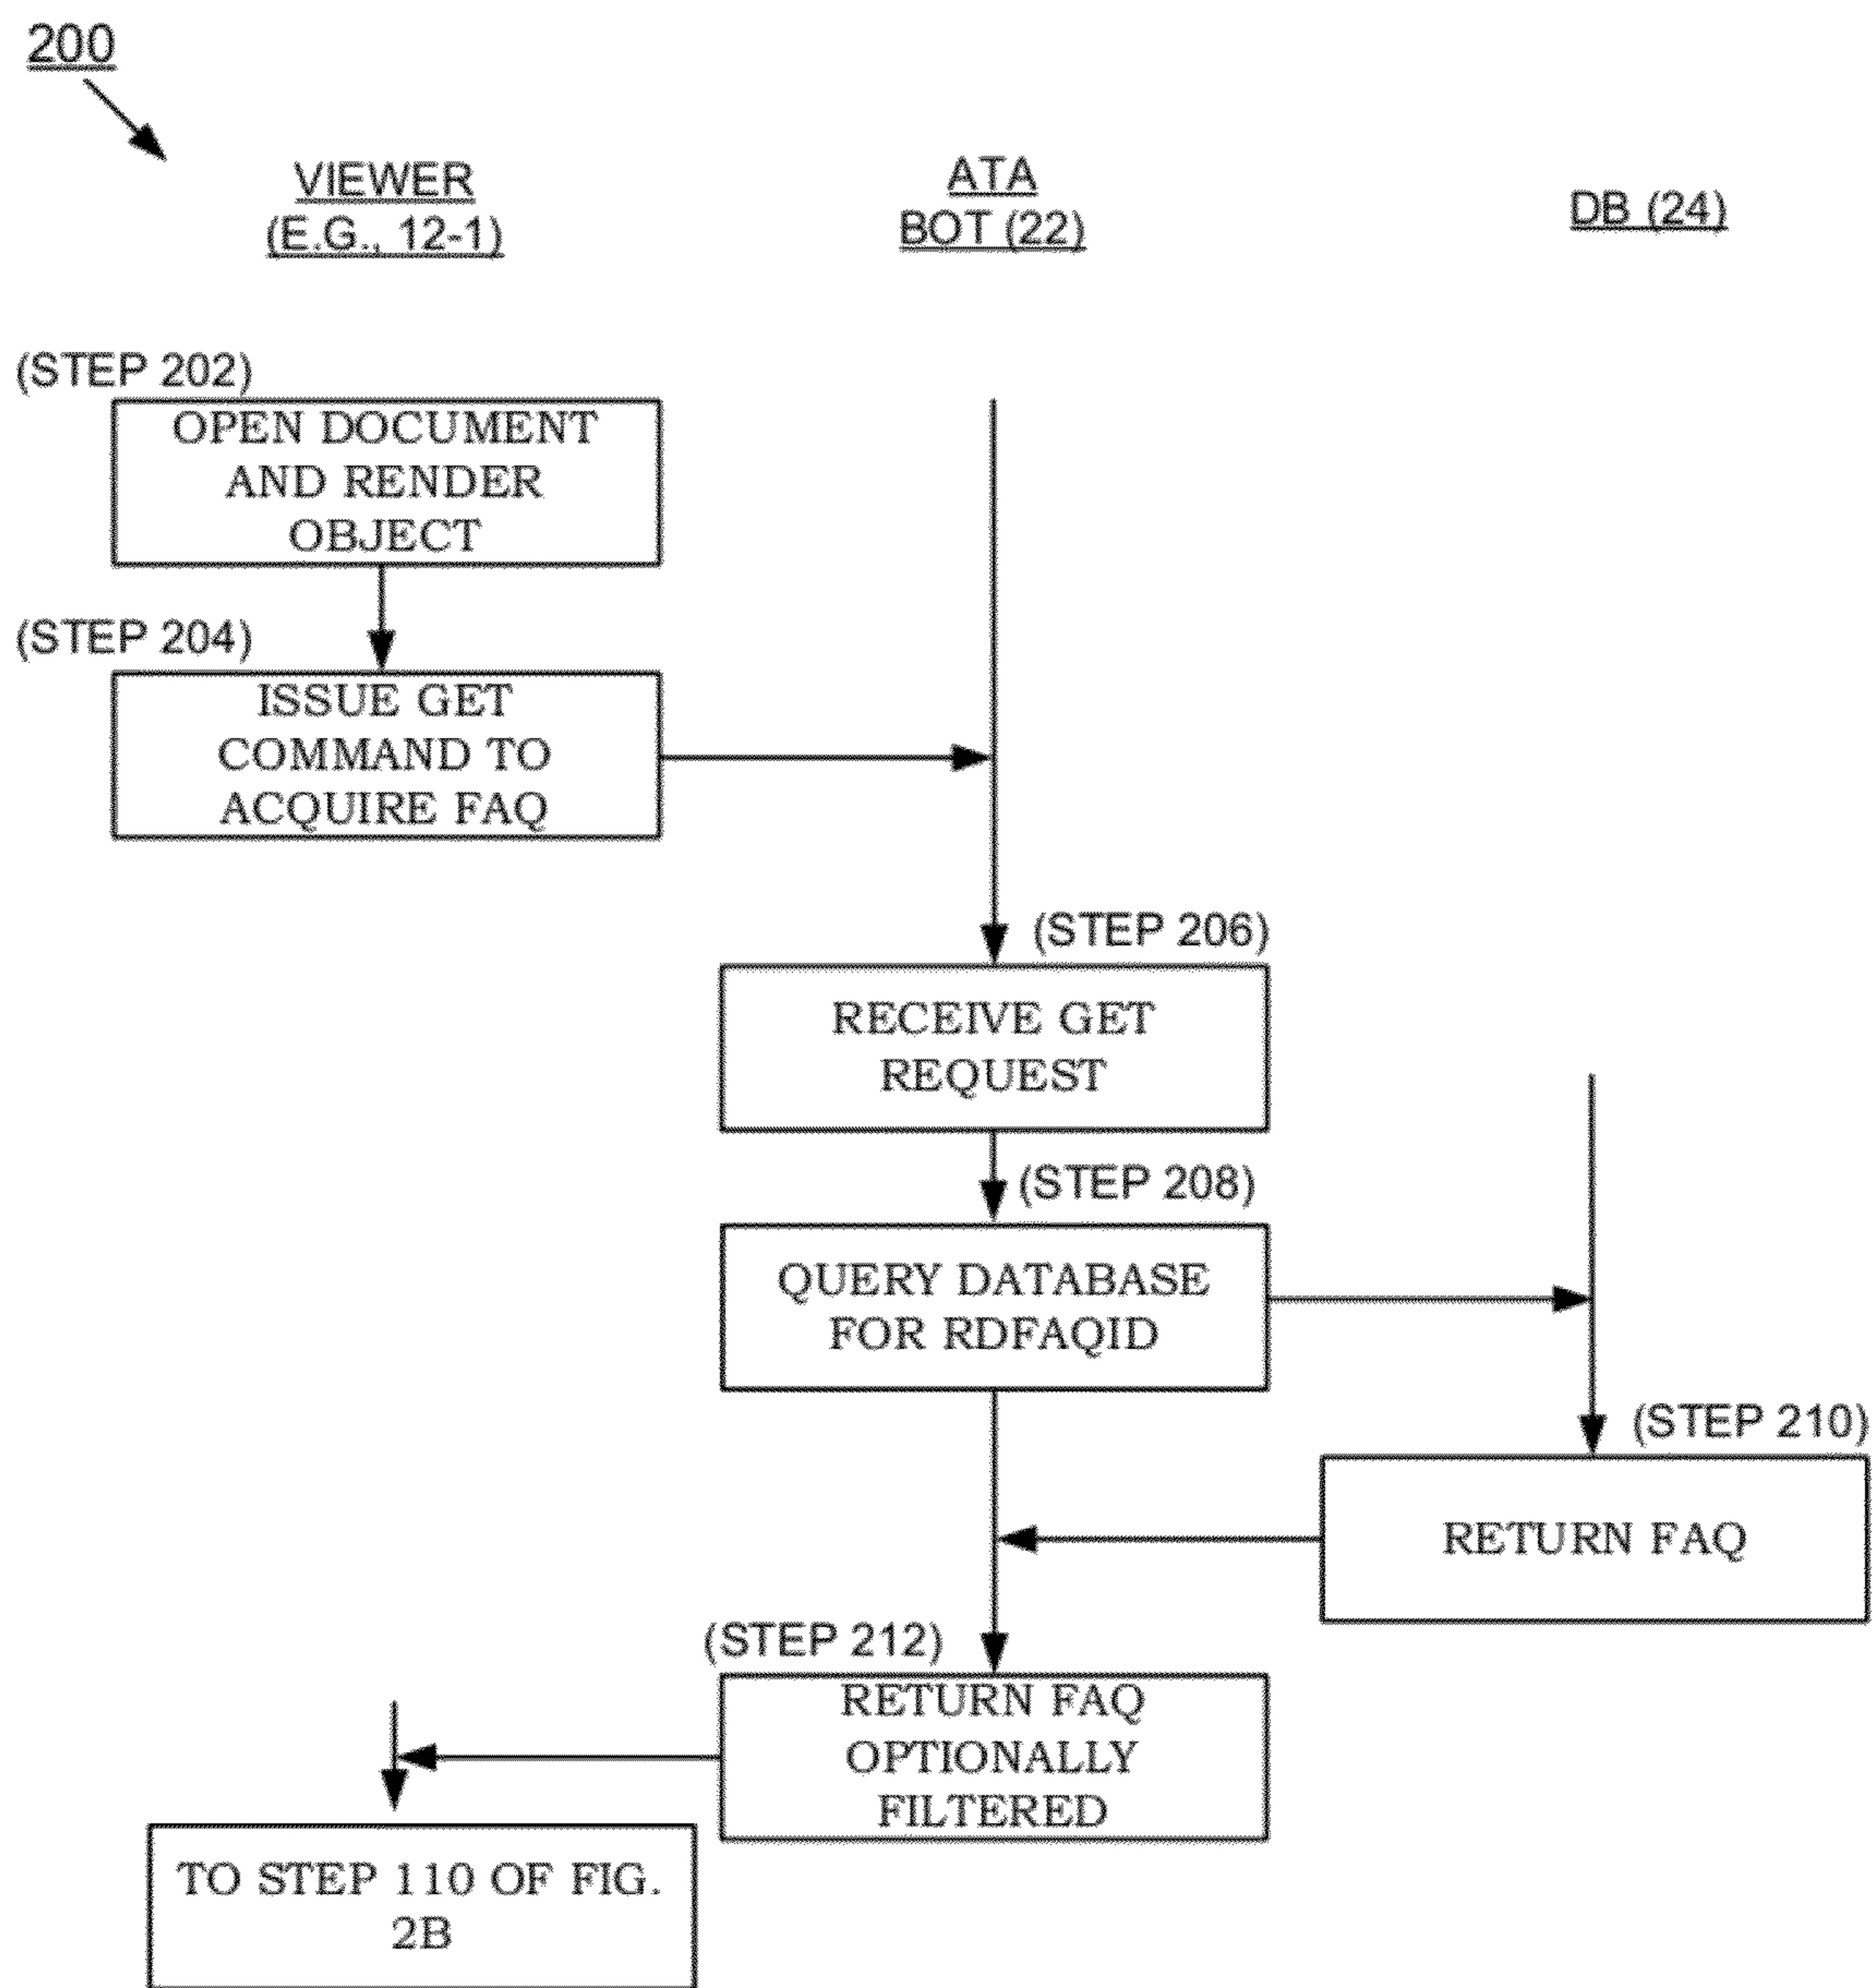 200
VIEWER
(E.G., 12-1)
ATA
BOT (22)
DB (24)
(STEP 202)
OPEN DOCUMENT
AND RENDER
OBJECT
(STEP 204)
ISSUE GET
COMMAND TO
ACQUIRE FAQ
(STEP 206)
RECEIVE GET
REQUEST
(STEP 208)
QUERY DATABASE
FOR RDFAQID
(STEP 210)
RETURN FAQ
(STEP 212)
RETURN FAQ
OPTIONALLY
FILTERED
TO STEP 110 OF FIG.
2B